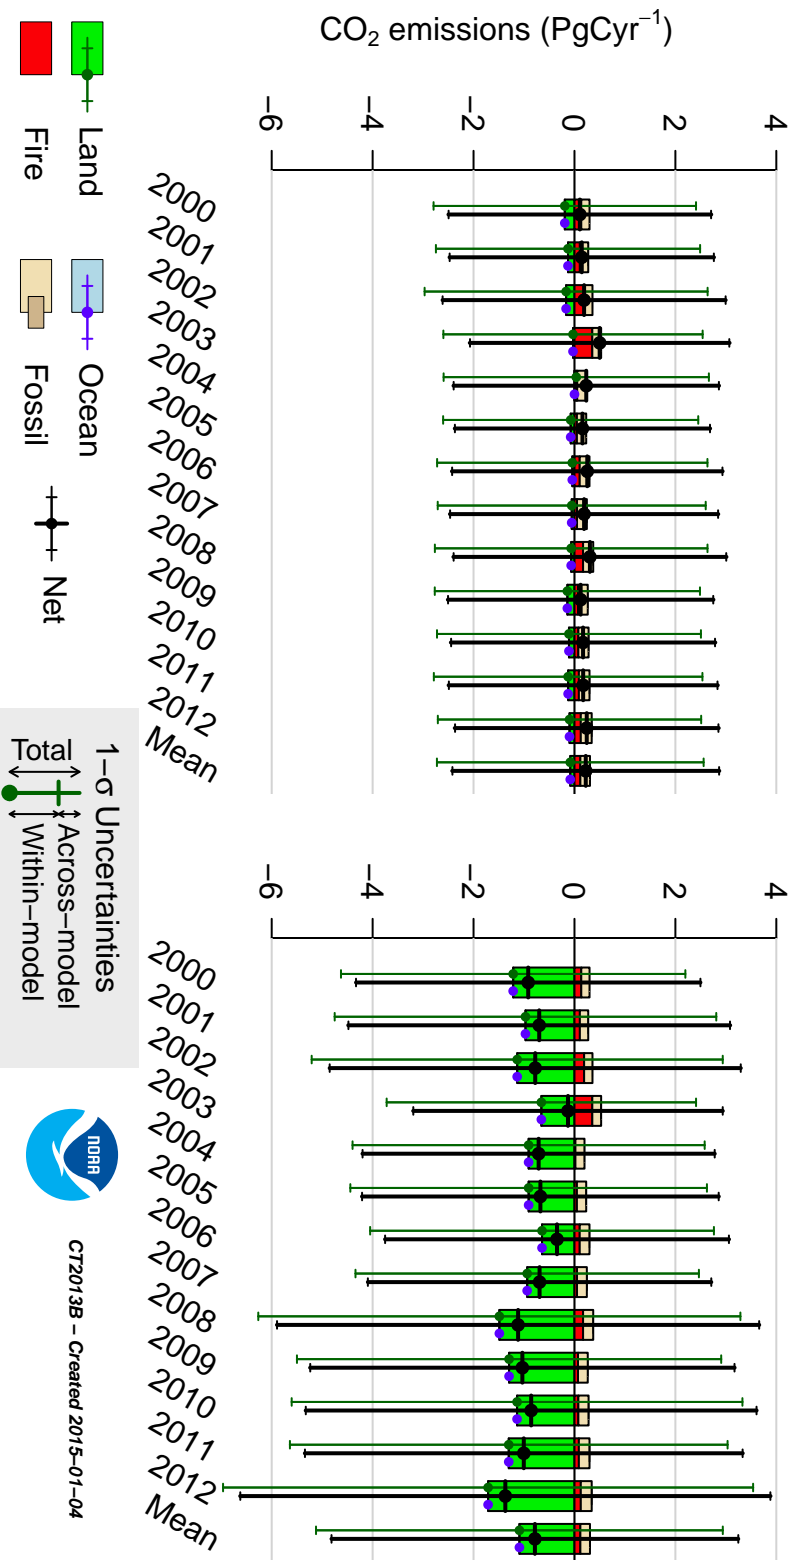 CO₂ emissions (PgCyr⁻¹)
−6 −4 −2 0 2 4
2000
2001
2002
2003
2004
2005
2006
2007
2008
2009
2010
2011
2012
Mean
−6 −4 −2 0 2 4
2000
2001
2002
2003
2004
2005
2006
2007
2008
2009
2010
2011
2012
Mean
Land
Ocean
Net
Fire
Fossil
1−σ Uncertainties
Total
Across−model
Within−model
NOAA
CT2013B − Created 2015−01−04